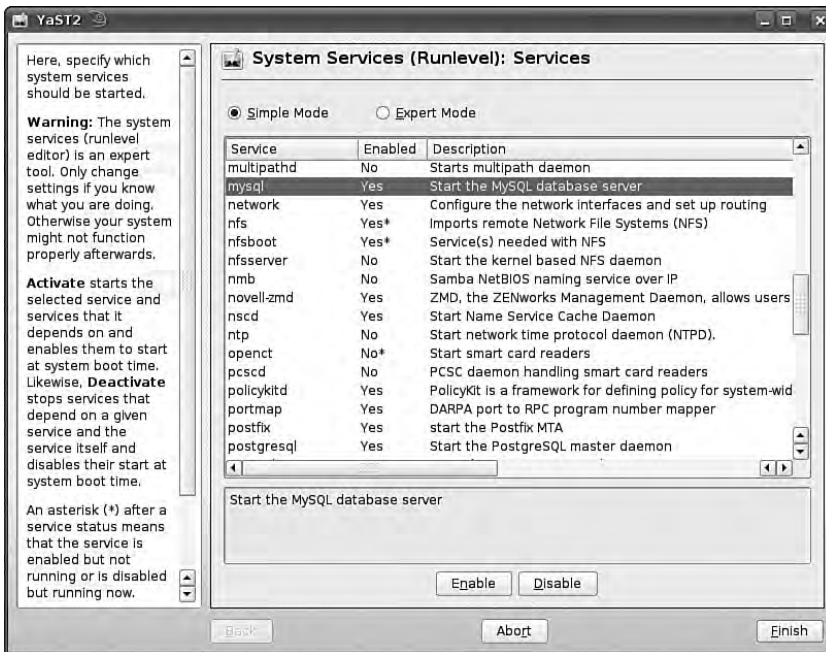 YaST2
Here, specify which
system services
should be started.
Warning: The system
services (runlevel
editor) is an expert
tool. Only change
settings if you know
what you are doing.
Otherwise your system
might not function
properly afterwards.
Activate starts the
selected service and
services that it
depends on and
enables them to start
at system boot time.
Likewise, Deactivate
stops services that
depend on a given
service and the
service itself and
disables their start at
system boot time.
An asterisk (*) after a
service status means
that the service is
enabled but not
running or is disabled
but running now.
System Services (Runlevel): Services
Simple Mode Expert Mode
Service Enabled Description
multipathd No Starts multipath daemon
mysql Yes Start the MySQL database server
network Yes Configure the network interfaces and set up routing
nfs Yes* Imports remote Network File Systems (NFS)
nfsboot Yes* Service(s) needed with NFS
nfsserver No Start the kernel based NFS daemon
nmb No Samba NetBIOS naming service over IP
novell-zmd Yes ZMD, the ZENworks Management Daemon, allows users
nscd Yes Start Name Service Cache Daemon
ntp No Start network time protocol daemon (NTPD).
openct No* Start smart card readers
pcscd No PCSC daemon handling smart card readers
policykitd Yes PolicyKit is a framework for defining policy for system-wid
portmap Yes DARPA port to RPC program number mapper
postfix Yes start the Postfix MTA
postgresql Yes Start the PostgreSQL master daemon
Start the MySQL database server
Enable Disable
Back Abort Finish